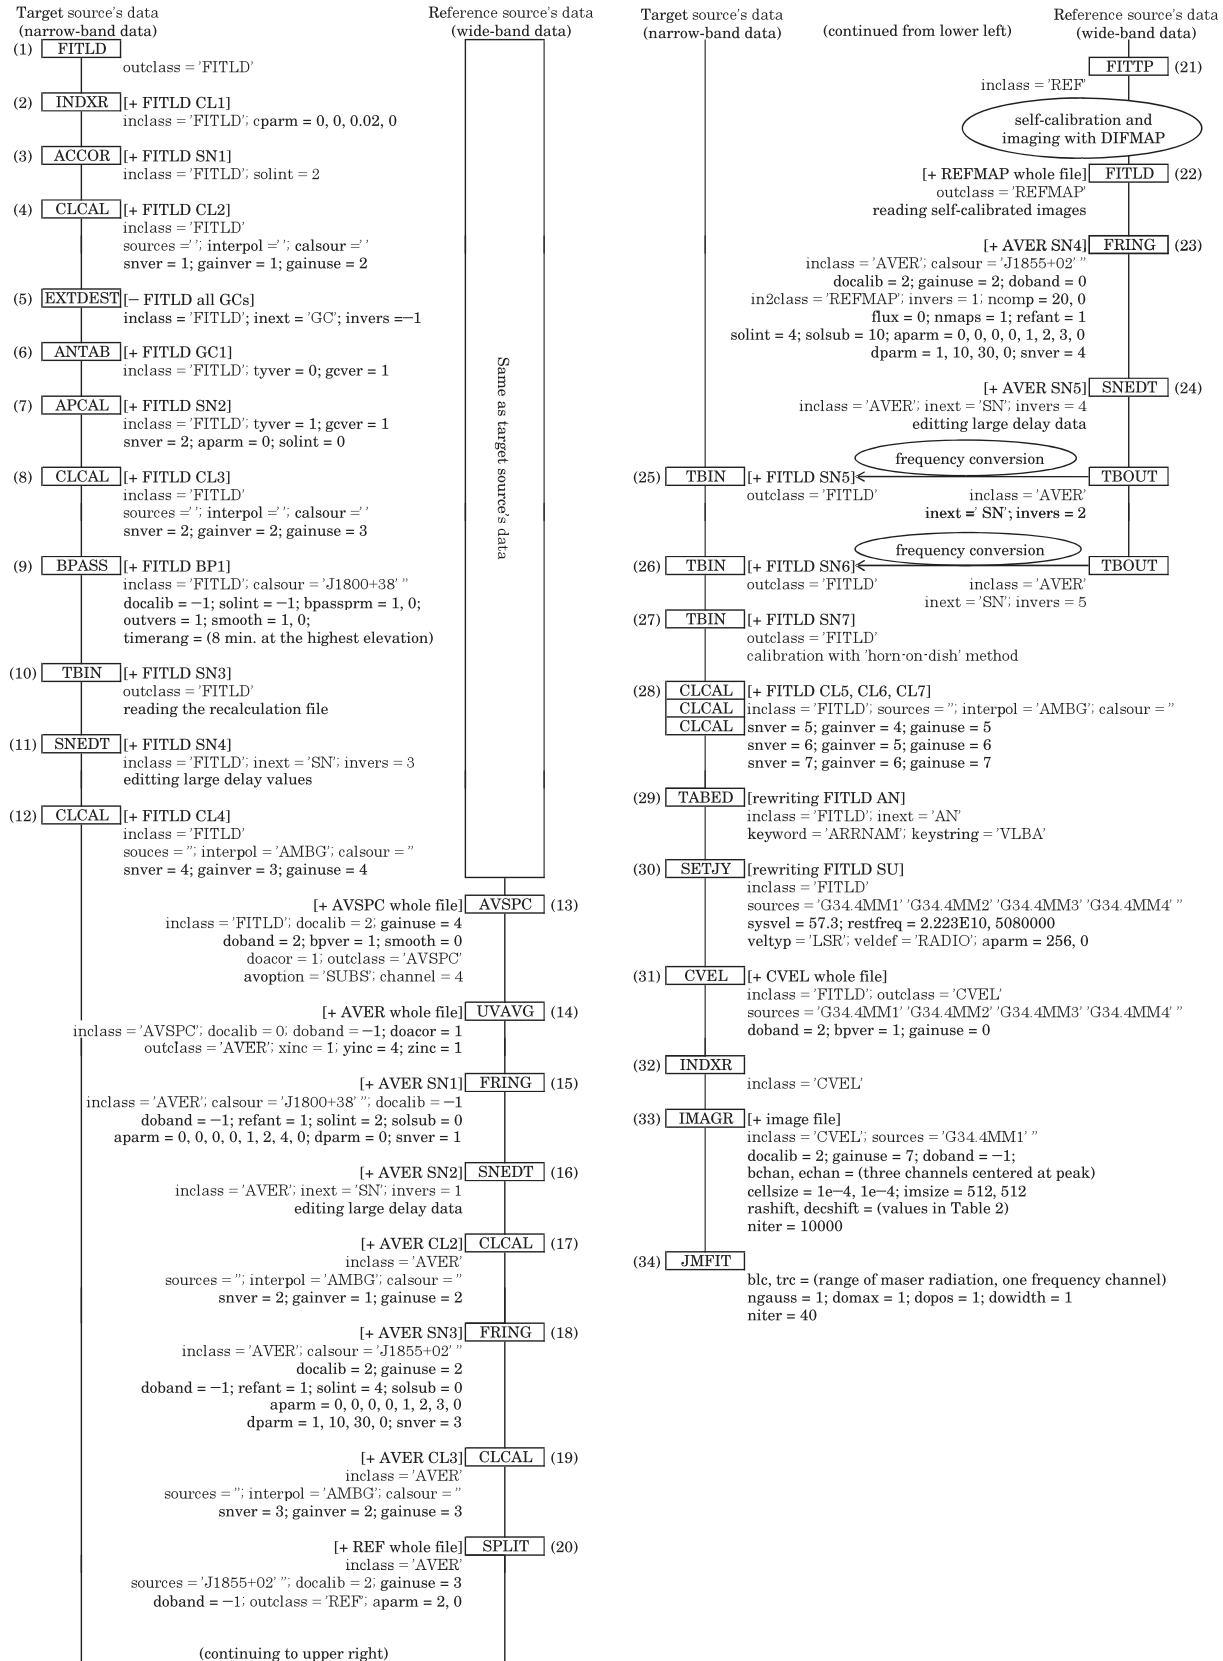 Target source's data
(narrow-band data)
Reference source's data
(wide-band data)
(1) FITLD
outclass = 'FITLD'
(2) INDXR [+ FITLD CL1]
inclass = 'FITLD'; cparm = 0, 0, 0.02, 0
(3) ACCOR [+ FITLD SN1]
inclass = 'FITLD'; solint = 2
(4) CLCAL [+ FITLD CL2]
inclass = 'FITLD'
sources =' '; interpol =' '; calsour =' '
snver = 1; gainver = 1; gainuse = 2
(5) EXTDEST [− FITLD all GCs]
inclass = 'FITLD'; inext = 'GC'; invers =−1
(6) ANTAB [+ FITLD GC1]
inclass = 'FITLD'; tyver = 0; gcver = 1
(7) APCAL [+ FITLD SN2]
inclass = 'FITLD'; tyver = 1; gcver = 1
snver = 2; aparm = 0; solint = 0
(8) CLCAL [+ FITLD CL3]
inclass = 'FITLD'
sources =' '; interpol =' '; calsour =' '
snver = 2; gainver = 2; gainuse = 3
(9) BPASS [+ FITLD BP1]
inclass = 'FITLD'; calsour = 'J1800+38' ''
docalib = −1; solint = −1; bpassprm = 1, 0;
outvers = 1; smooth = 1, 0;
timerang = (8 min. at the highest elevation)
(10) TBIN [+ FITLD SN3]
outclass = 'FITLD'
reading the recalculation file
(11) SNEDT [+ FITLD SN4]
inclass = 'FITLD'; inext = 'SN'; invers = 3
editting large delay values
(12) CLCAL [+ FITLD CL4]
inclass = 'FITLD'
souces = ''; interpol = 'AMBG'; calsour = ''
snver = 4; gainver = 3; gainuse = 4
Same as target source's data
[+ AVSPC whole file] AVSPC (13)
inclass = 'FITLD'; docalib = 2; gainuse = 4
doband = 2; bpver = 1; smooth = 0
doacor = 1; outclass = 'AVSPC'
avoption = 'SUBS'; channel = 4
[+ AVER whole file] UVAVG (14)
inclass = 'AVSPC'; docalib = 0; doband = −1; doacor = 1
outclass = 'AVER'; xinc = 1; yinc = 4; zinc = 1
[+ AVER SN1] FRING (15)
inclass = 'AVER'; calsour = 'J1800+38' ''; docalib = −1
doband = −1; refant = 1; solint = 2; solsub = 0
aparm = 0, 0, 0, 0, 1, 2, 4, 0; dparm = 0; snver = 1
[+ AVER SN2] SNEDT (16)
inclass = 'AVER'; inext = 'SN'; invers = 1
editing large delay data
[+ AVER CL2] CLCAL (17)
inclass = 'AVER'
sources = ''; interpol = 'AMBG'; calsour = ''
snver = 2; gainver = 1; gainuse = 2
[+ AVER SN3] FRING (18)
inclass = 'AVER'; calsour = 'J1855+02' ''
docalib = 2; gainuse = 2
doband = −1; refant = 1; solint = 4; solsub = 0
aparm = 0, 0, 0, 0, 1, 2, 3, 0
dparm = 1, 10, 30, 0; snver = 3
[+ AVER CL3] CLCAL (19)
inclass = 'AVER'
sources = ''; interpol = 'AMBG'; calsour = ''
snver = 3; gainver = 2; gainuse = 3
[+ REF whole file] SPLIT (20)
inclass = 'AVER'
sources = 'J1855+02' ''; docalib = 2; gainuse = 3
doband = −1; outclass = 'REF'; aparm = 2, 0
(continuing to upper right)
Target source's data
(narrow-band data)
(continued from lower left)
Reference source's data
(wide-band data)
FITTP (21)
inclass = 'REF'
self-calibration and
imaging with DIFMAP
[+ REFMAP whole file] FITLD (22)
outclass = 'REFMAP'
reading self-calibrated images
[+ AVER SN4] FRING (23)
inclass = 'AVER'; calsour = 'J1855+02' ''
docalib = 2; gainuse = 2; doband = 0
in2class = 'REFMAP'; invers = 1; ncomp = 20, 0
flux = 0; nmaps = 1; refant = 1
solint = 4; solsub = 10; aparm = 0, 0, 0, 0, 1, 2, 3, 0
dparm = 1, 10, 30, 0; snver = 4
[+ AVER SN5] SNEDT (24)
inclass = 'AVER'; inext = 'SN'; invers = 4
editting large delay data
frequency conversion
(25) TBIN [+ FITLD SN5] TBOUT
outclass = 'FITLD' inclass = 'AVER'
inext =' SN'; invers = 2
frequency conversion
(26) TBIN [+ FITLD SN6] TBOUT
outclass = 'FITLD' inclass = 'AVER'
inext = 'SN'; invers = 5
(27) TBIN [+ FITLD SN7]
outclass = 'FITLD'
calibration with 'horn-on-dish' method
(28) CLCAL [+ FITLD CL5, CL6, CL7]
CLCAL inclass = 'FITLD'; sources = ''; interpol = 'AMBG'; calsour = ''
CLCAL snver = 5; gainver = 4; gainuse = 5
snver = 6; gainver = 5; gainuse = 6
snver = 7; gainver = 6; gainuse = 7
(29) TABED [rewriting FITLD AN]
inclass = 'FITLD'; inext = 'AN'
keyword = 'ARRNAM'; keystring = 'VLBA'
(30) SETJY [rewriting FITLD SU]
inclass = 'FITLD'
sources = 'G34.4MM1' 'G34.4MM2' 'G34.4MM3' 'G34.4MM4' ''
sysvel = 57.3; restfreq = 2.223E10, 5080000
veltyp = 'LSR'; veldef = 'RADIO'; aparm = 256, 0
(31) CVEL [+ CVEL whole file]
inclass = 'FITLD'; outclass = 'CVEL'
sources = 'G34.4MM1' 'G34.4MM2' 'G34.4MM3' 'G34.4MM4' ''
doband = 2; bpver = 1; gainuse = 0
(32) INDXR
inclass = 'CVEL'
(33) IMAGR [+ image file]
inclass = 'CVEL'; sources = 'G34.4MM1' ''
docalib = 2; gainuse = 7; doband = −1;
bchan, echan = (three channels centered at peak)
cellsize = 1e−4, 1e−4; imsize = 512, 512
rashift, decshift = (values in Table 2)
niter = 10000
(34) JMFIT
blc, trc = (range of maser radiation, one frequency channel)
ngauss = 1; domax = 1; dopos = 1; dowidth = 1
niter = 40